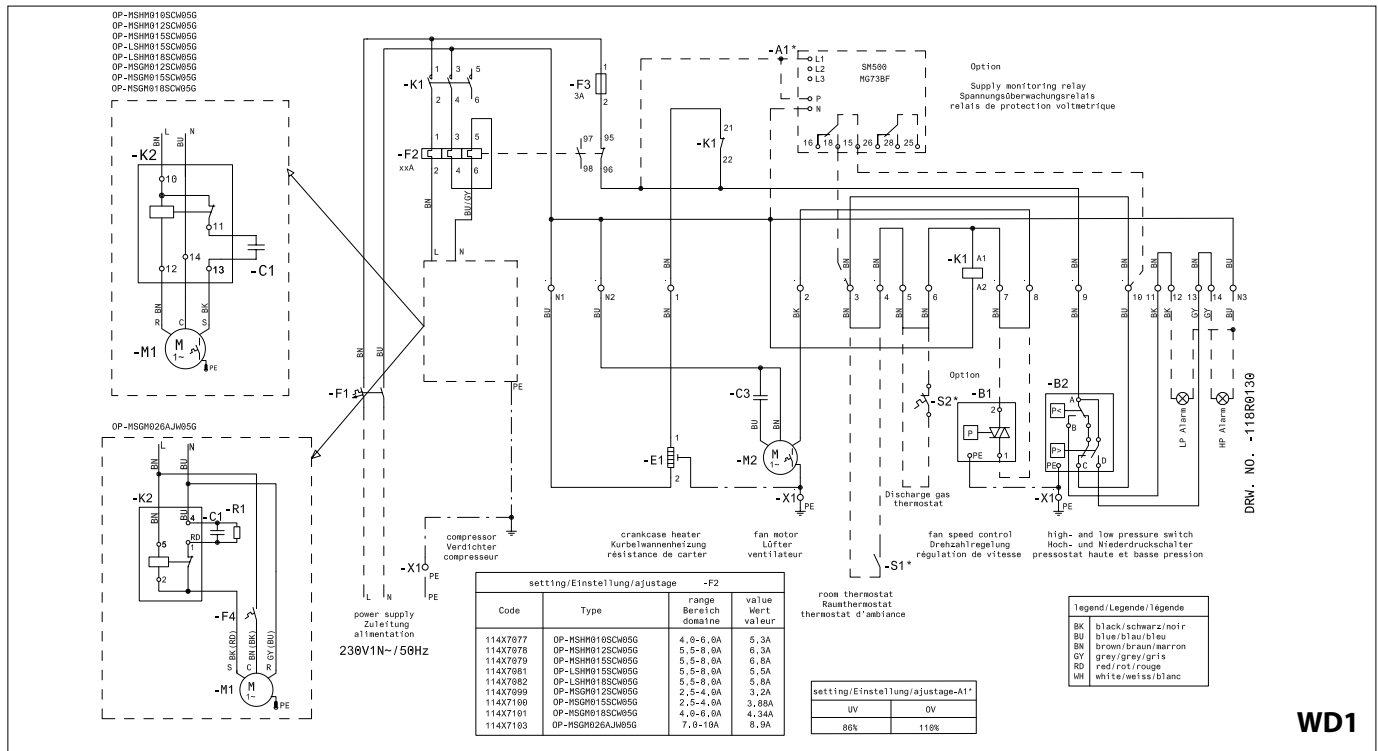 OP-MSHM010SCW05G
OP-MSHM012SCW05G
OP-MSHM015SCW05G
OP-LSHM015SCW05G
OP-LSHM018SCW05G
OP-MSGM012SCW05G
OP-MSGM015SCW05G
OP-MSGM018SCW05G
L N
BN BU
-K2
10
11
12 14 13
-C1
BN BK
R C S
-M1 M 1~
PE
OP-MSGM026AJW05G
L N
BN BU
-K2
BN BU 4 -C1 -R1
RD
5 1
2
-F4
BK(RD) BN(BK) GY(BU)
S C R
-M1 M 1~
PE
-K1
1 3 5
2 4 6
-F2
xxA
1 3 5
2 4 6
BN BU/GY
L N
-F3
3A
1
2
97 95
98 96
-K1
21
22
-A1*
L1
L2
L3
P
N
SM500
MG73BF
16 18 15 26 28 25
Option
Supply monitoring relay
Spannungsüberwachungsrelais
relais de protection voltmetrique
BN BU
-F1
L N PE
power supply
Zuleitung
alimentation
230V1N~/50Hz
-X1 PE
PE
compressor
Verdichter
compresseur
N1 N2 1 2 3 4 5 6 7 8 9 10 11 12 13 14 N3
BU BU BN BK BN BN BN BN BN BN BU BK BK GY GY BU
-K1 A1
A2
-E1
1
2
crankcase heater
Kurbelwannenheizung
résistance de carter
-C3
BU BN
-M2 M 1~
-X1 PE
fan motor
Lüfter
ventilateur
-S2*
Discharge gas
thermostat
-S1*
room thermostat
Raumthermostat
thermostat d'ambiance
Option
-B1
2
P
PE 1
fan speed control
Drehzahlregelung
régulation de vitesse
-B2
A
P<
B
P>
PE C D
-X1 PE
high- and low pressure switch
Hoch- und Niederdruckschalter
pressostat haute et basse pression
LP Alarm
HP Alarm
DRW. NO. -118R0130
setting/Einstellung/ajustage -F2
Code Type range Bereich domaine value Wert valeur
114X7077 OP-MSHM010SCW05G 4,0-6,0A 5,3A
114X7078 OP-MSHM012SCW05G 5,5-8,0A 6,3A
114X7079 OP-MSHM015SCW05G 5,5-8,0A 6,8A
114X7081 OP-LSHM015SCW05G 5,5-8,0A 5,5A
114X7082 OP-LSHM018SCW05G 5,5-8,0A 5,8A
114X7099 OP-MSGM012SCW05G 2,5-4,0A 3,2A
114X7100 OP-MSGM015SCW05G 2,5-4,0A 3.88A
114X7101 OP-MSGM018SCW05G 4,0-6,0A 4.34A
114X7103 OP-MSGM026AJW05G 7.0-10A 8.9A
setting/Einstellung/ajustage-A1*
UV OV
86% 110%
legend/Legende/légende
BK black/schwarz/noir
BU blue/blau/bleu
BN brown/braun/marron
GY grey/grey/gris
RD red/rot/rouge
WH white/weiss/blanc
WD1